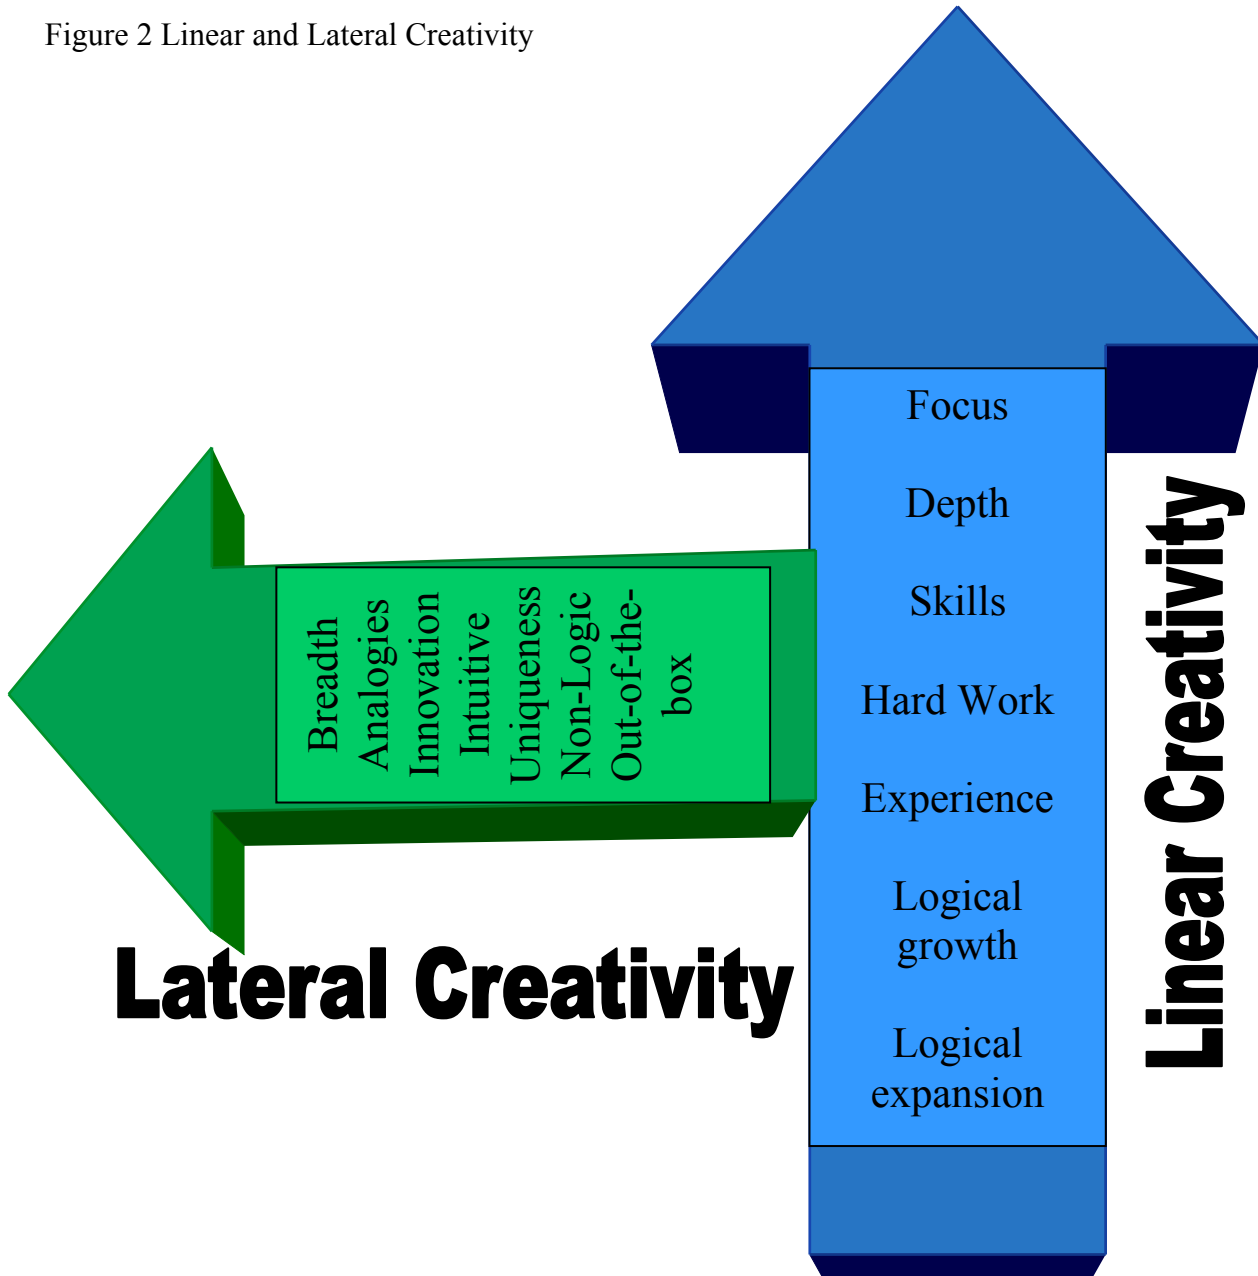 Figure 2 Linear and Lateral Creativity
Focus
Depth
Skills
Hard Work
Experience
Logical
growth
Logical
expansion
Linear Creativity
Breadth
Analogies
Innovation
Intuitive
Uniqueness
Non-Logic
Out-of-the-
box
Lateral Creativity